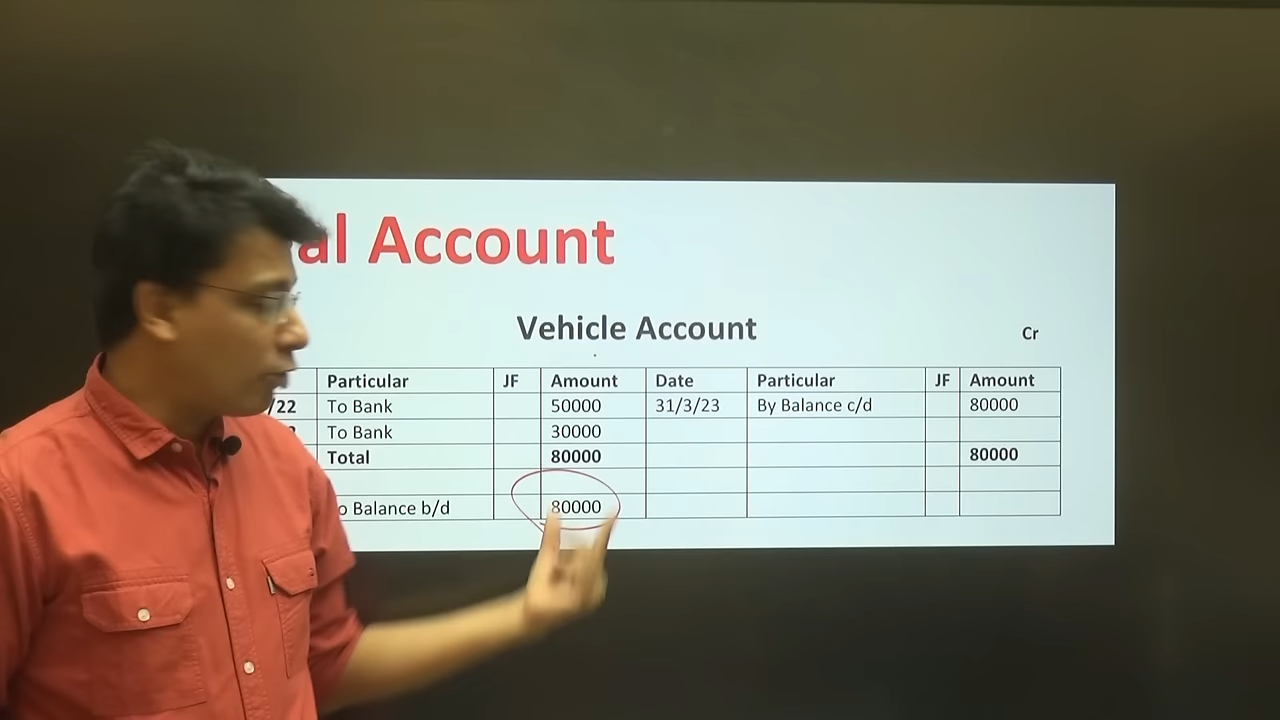 al Account
Vehicle Account
Cr
Particular JF Amount Date Particular JF Amount
/22 To Bank 50000 31/3/23 By Balance c/d 80000
To Bank 30000
Total 80000 80000
o Balance b/d 80000